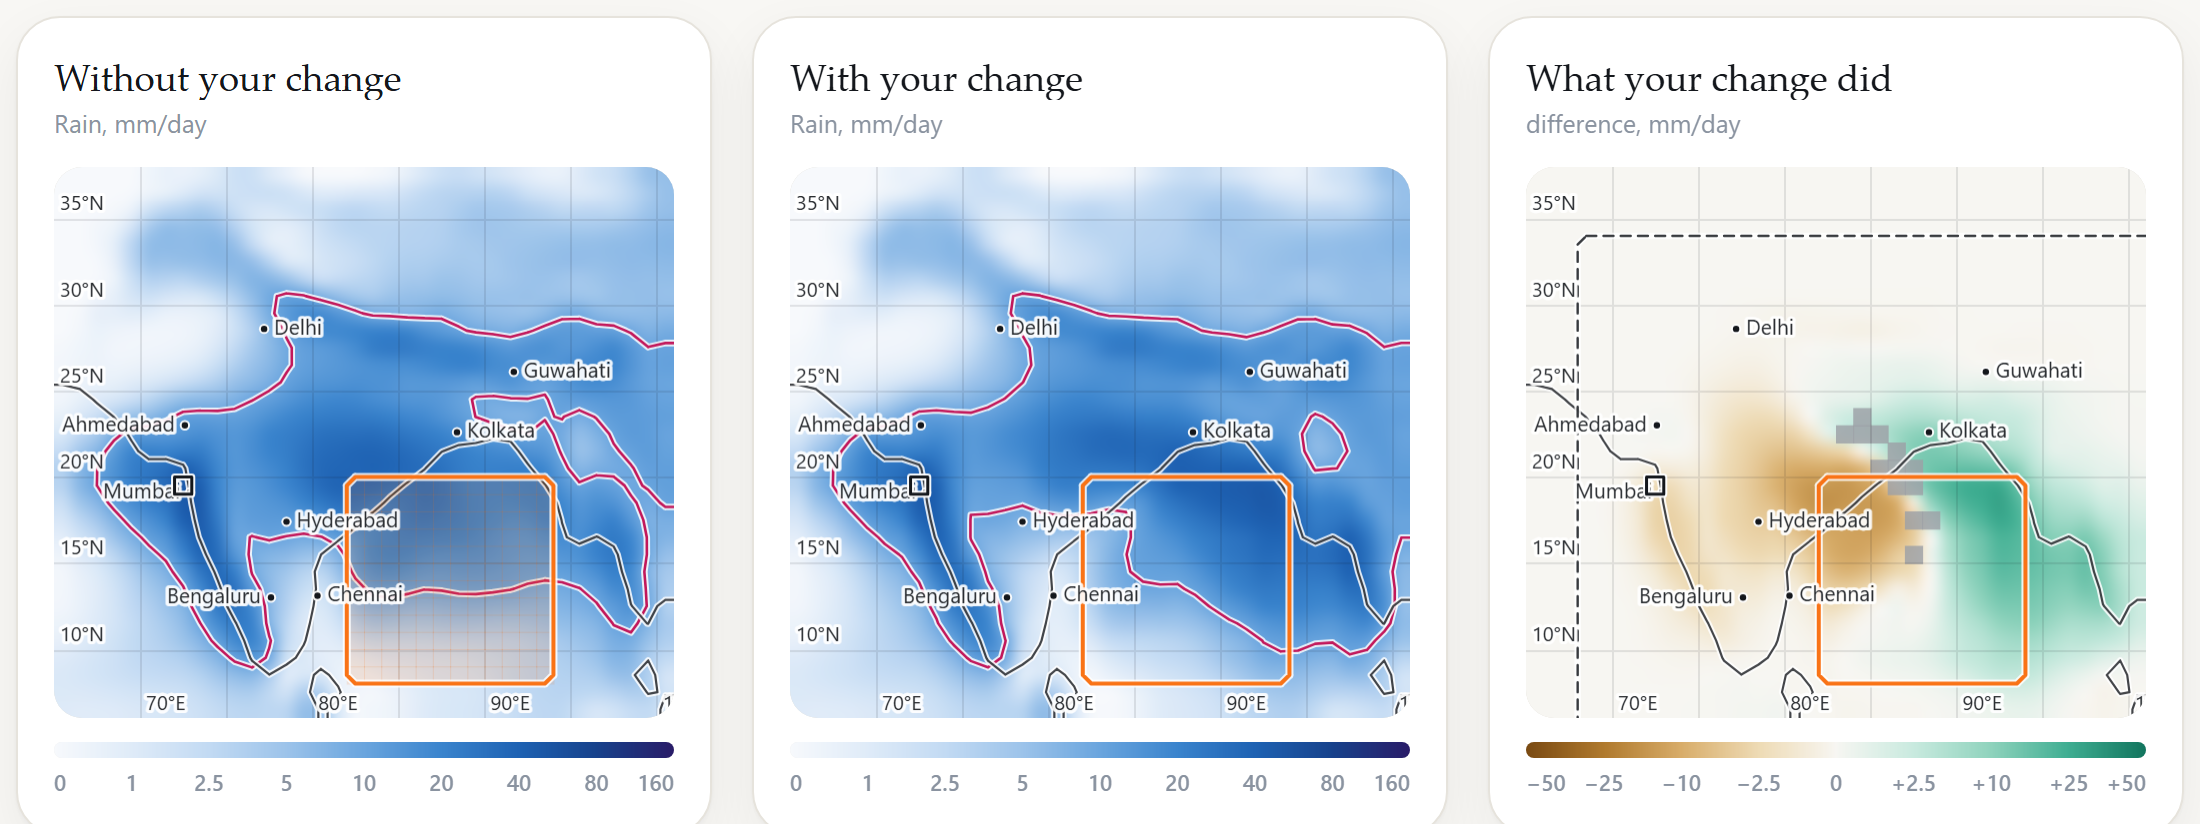 Without your change
Rain, mm/day
35°N
30°N
Delhi
Guwahati
25°N
Ahmedabad
Kolkata
20°N
Mumba
Hyderabad
15°N
Bengaluru
Chennai
10°N
70°E 80°E 90°E 1
0 1 2.5 5 10 20 40 80 160
With your change
Rain, mm/day
35°N
30°N
Delhi
Guwahati
25°N
Ahmedabad
Kolkata
20°N
Mumba
Hyderabad
15°N
Bengaluru
Chennai
10°N
70°E 80°E 90°E 1
0 1 2.5 5 10 20 40 80 160
What your change did
difference, mm/day
35°N
30°N
Delhi
Guwahati
25°N
Ahmedabad
Kolkata
20°N
Mumba
Hyderabad
15°N
Bengaluru
Chennai
10°N
70°E 80°E 90°E 1
−50 −25 −10 −2.5 0 +2.5 +10 +25 +50